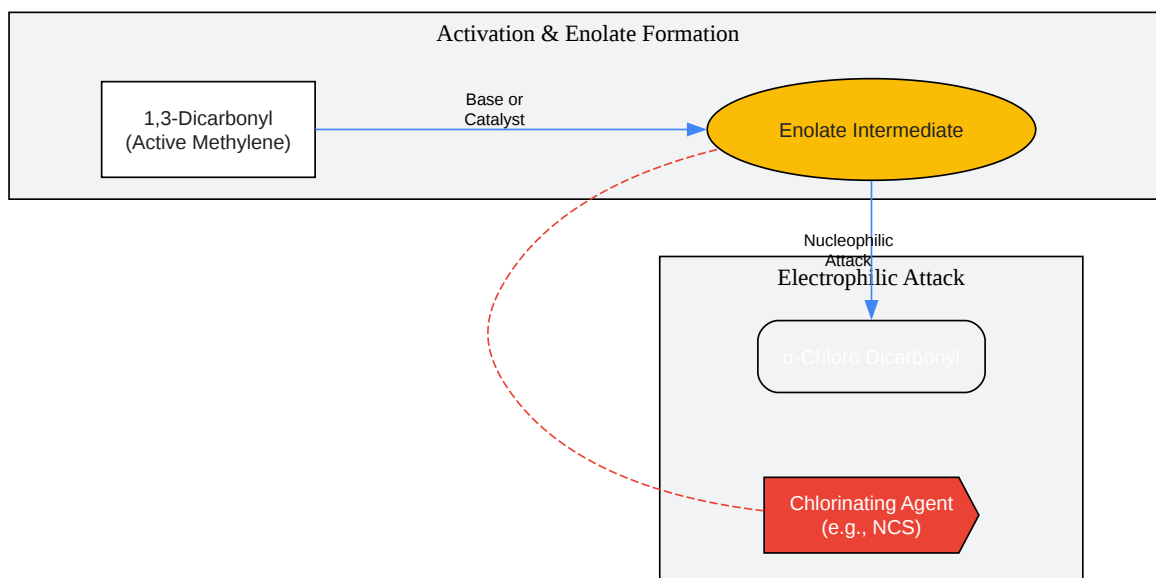 Activation & Enolate Formation
1,3-Dicarbonyl
(Active Methylene)
Base or
Catalyst
Enolate Intermediate
Nucleophilic
Attack
Electrophilic Attack
α-Chloro Dicarbonyl
Chlorinating Agent
(e.g., NCS)